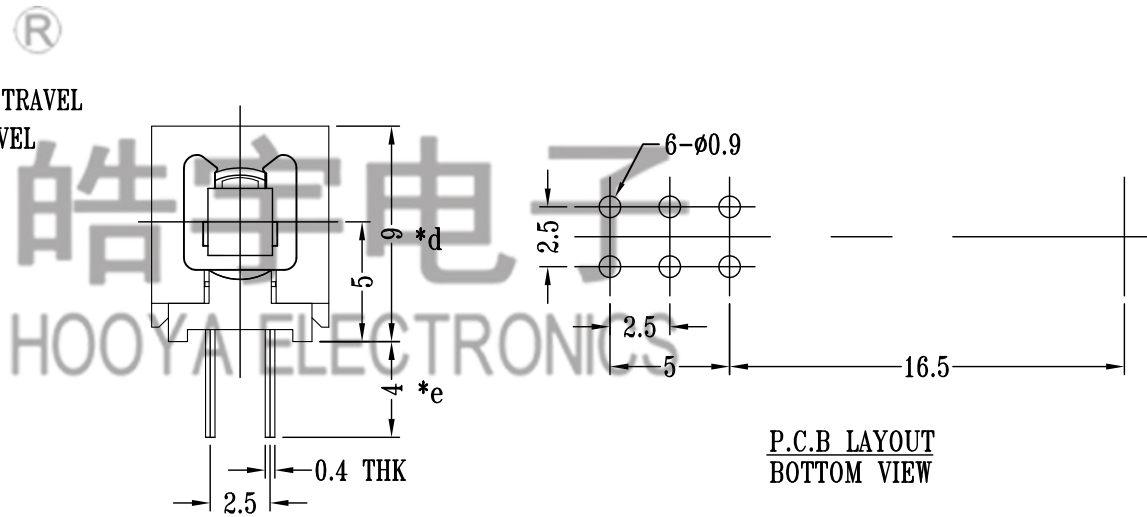 ®
TRAVEL
VEL
皓宇电子
HOOYA ELECTRONICS
6-ø0.9
9 *d
5
4 *e
0.4 THK
2.5
2.5
2.5
5
16.5
P.C.B LAYOUT
BOTTOM VIEW